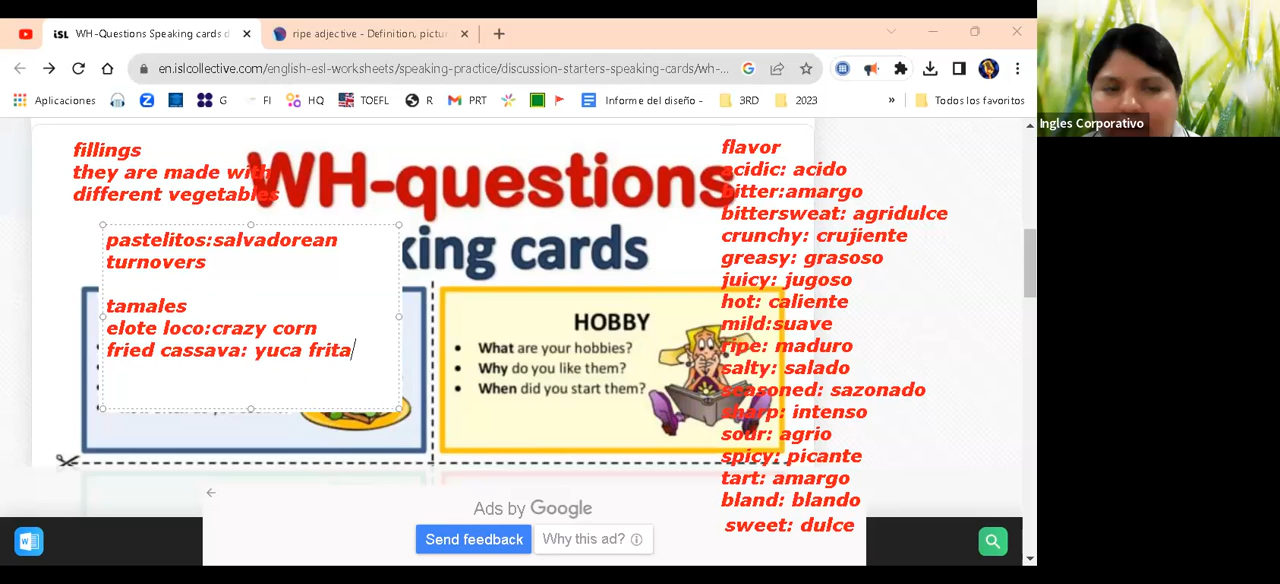 iSL WH-Questions Speaking cards d
ripe adjective - Definition, pictur
en.islcollective.com/english-esl-worksheets/speaking-practice/discussion-starters-speaking-cards/wh-...
Aplicaciones
G
FI
HQ
TOEFL
R
PRT
Informe del diseño -
3RD
2023
»
Todos los favoritos
Ingles Corporativo
fillings
they are made with
different vegetables
WH-questions
king cards
pastelitos:salvadorean
turnovers
tamales
elote loco:crazy corn
fried cassava: yuca frita
HOBBY
What are your hobbies?
Why do you like them?
When did you start them?
flavor
acidic: acido
bitter:amargo
bittersweat: agridulce
crunchy: crujiente
greasy: grasoso
juicy: jugoso
hot: caliente
mild:suave
ripe: maduro
salty: salado
seasoned: sazonado
sharp: intenso
sour: agrio
spicy: picante
tart: amargo
bland: blando
sweet: dulce
Ads by Google
Send feedback
Why this ad?